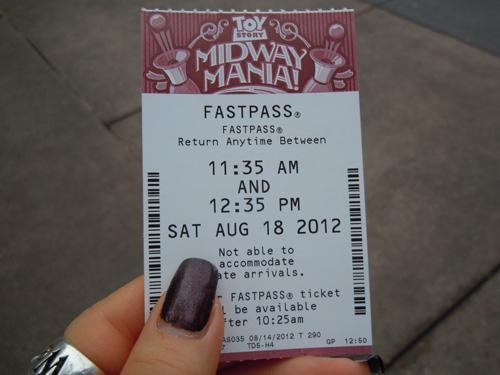 TOY
STORY
MIDWAY
MANIA!
FASTPASS®
FASTPASS®
Return Anytime Between
11:35 AM
AND
12:35 PM
SAT AUG 18 2012
Not able to
accommodate
ate arrivals.
FASTPASS® ticket
be available
fter 10:25am
08/14/2012 T 290
TDS-H4
GP 12:50
M